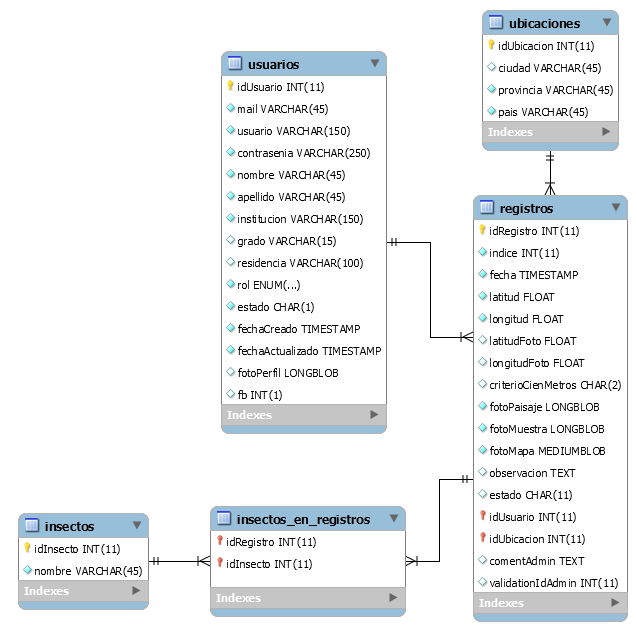 ubicaciones
idUbicacion INT(11)
ciudad VARCHAR(45)
provincia VARCHAR(45)
pais VARCHAR(45)
Indexes
usuarios
idUsuario INT(11)
mail VARCHAR(45)
usuario VARCHAR(150)
contrasenia VARCHAR(250)
nombre VARCHAR(45)
apellido VARCHAR(45)
institucion VARCHAR(150)
grado VARCHAR(15)
residencia VARCHAR(100)
rol ENUM(...)
estado CHAR(1)
fechaCreado TIMESTAMP
fechaActualizado TIMESTAMP
fotoPerfil LONGBLOB
fb INT(1)
Indexes
registros
idRegistro INT(11)
indice INT(11)
fecha TIMESTAMP
latitud FLOAT
longitud FLOAT
latitudFoto FLOAT
longitudFoto FLOAT
criterioCienMetros CHAR(2)
fotoPaisaje LONGBLOB
fotoMuestra LONGBLOB
fotoMapa MEDIUMBLOB
observacion TEXT
estado CHAR(11)
idUsuario INT(11)
idUbicacion INT(11)
comentAdmin TEXT
validationIdAdmin INT(11)
Indexes
insectos
idInsecto INT(11)
nombre VARCHAR(45)
Indexes
insectos_en_registros
idRegistro INT(11)
idInsecto INT(11)
Indexes